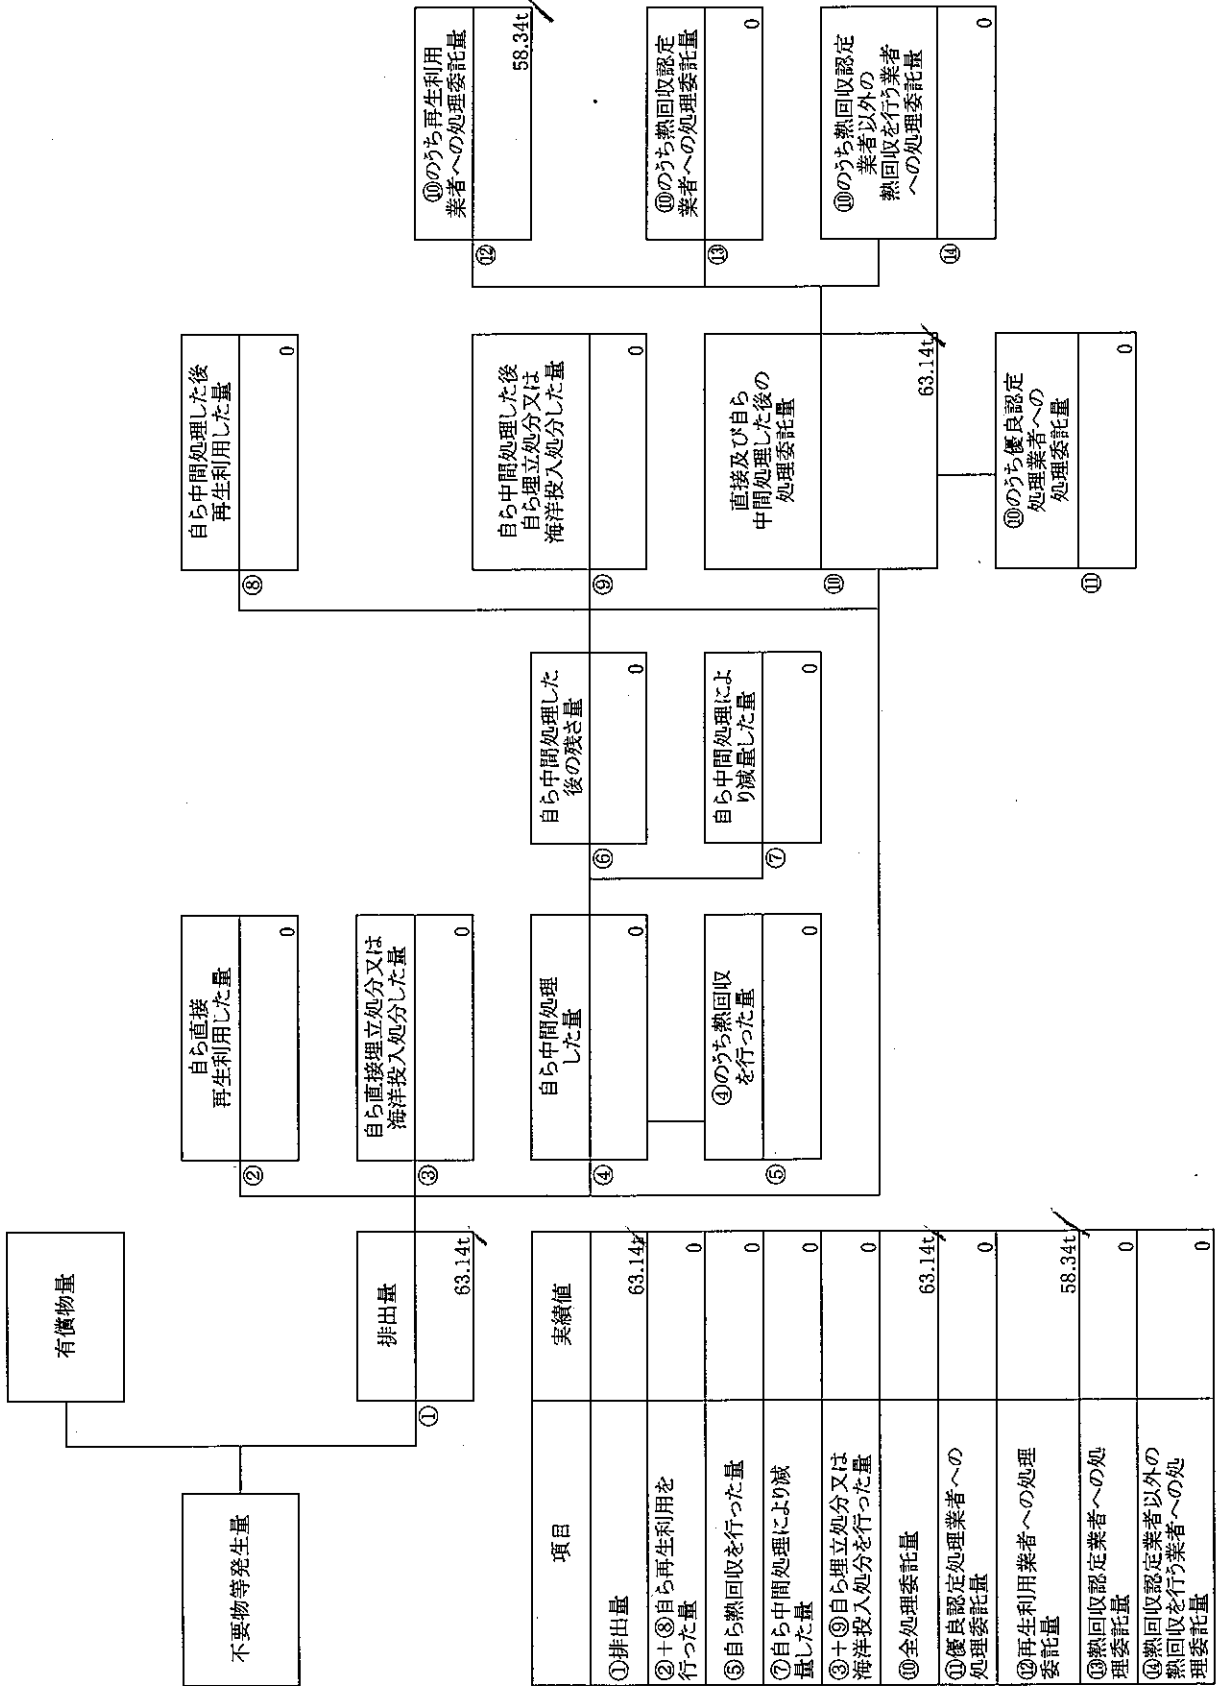 不要物等発生量
有償物量
①
排出量
63.14t
②
自ら直接
再生利用した量
0
③
自ら直接埋立処分又は
海洋投入処分した量
0
④
自ら中間処理
した量
0
⑤
④のうち熱回収
を行った量
0
⑥
自ら中間処理した
後の残さ量
0
⑦
自ら中間処理によ
り減量した量
0
⑧
自ら中間処理した後
再生利用した量
0
⑨
自ら中間処理した後
自ら埋立処分又は
海洋投入処分した量
0
⑩
直接及び自ら
中間処理した後の
処理委託量
63.14t
⑪
⑩のうち優良認定
処理業者への
処理委託量
0
⑫
⑩のうち再生利用
業者への処理委託量
58.34t
⑬
⑩のうち熱回収認定
業者への処理委託量
0
⑭
⑩のうち熱回収認定
業者以外の
熱回収を行う業者
への処理委託量
0
項目 実績値
①排出量 63.14t
②+⑧自ら再生利用を
行った量 0
⑤自ら熱回収を行った量 0
⑦自ら中間処理により減
量した量 0
③+⑨自ら埋立処分又は
海洋投入処分を行った量 0
⑩全処理委託量 63.14t
⑪優良認定処理業者への
処理委託量 0
⑫再生利用業者への処理
委託量 58.34t
⑬熱回収認定業者への処
理委託量 0
⑭熱回収認定業者以外の
熱回収を行う業者への処
理委託量 0